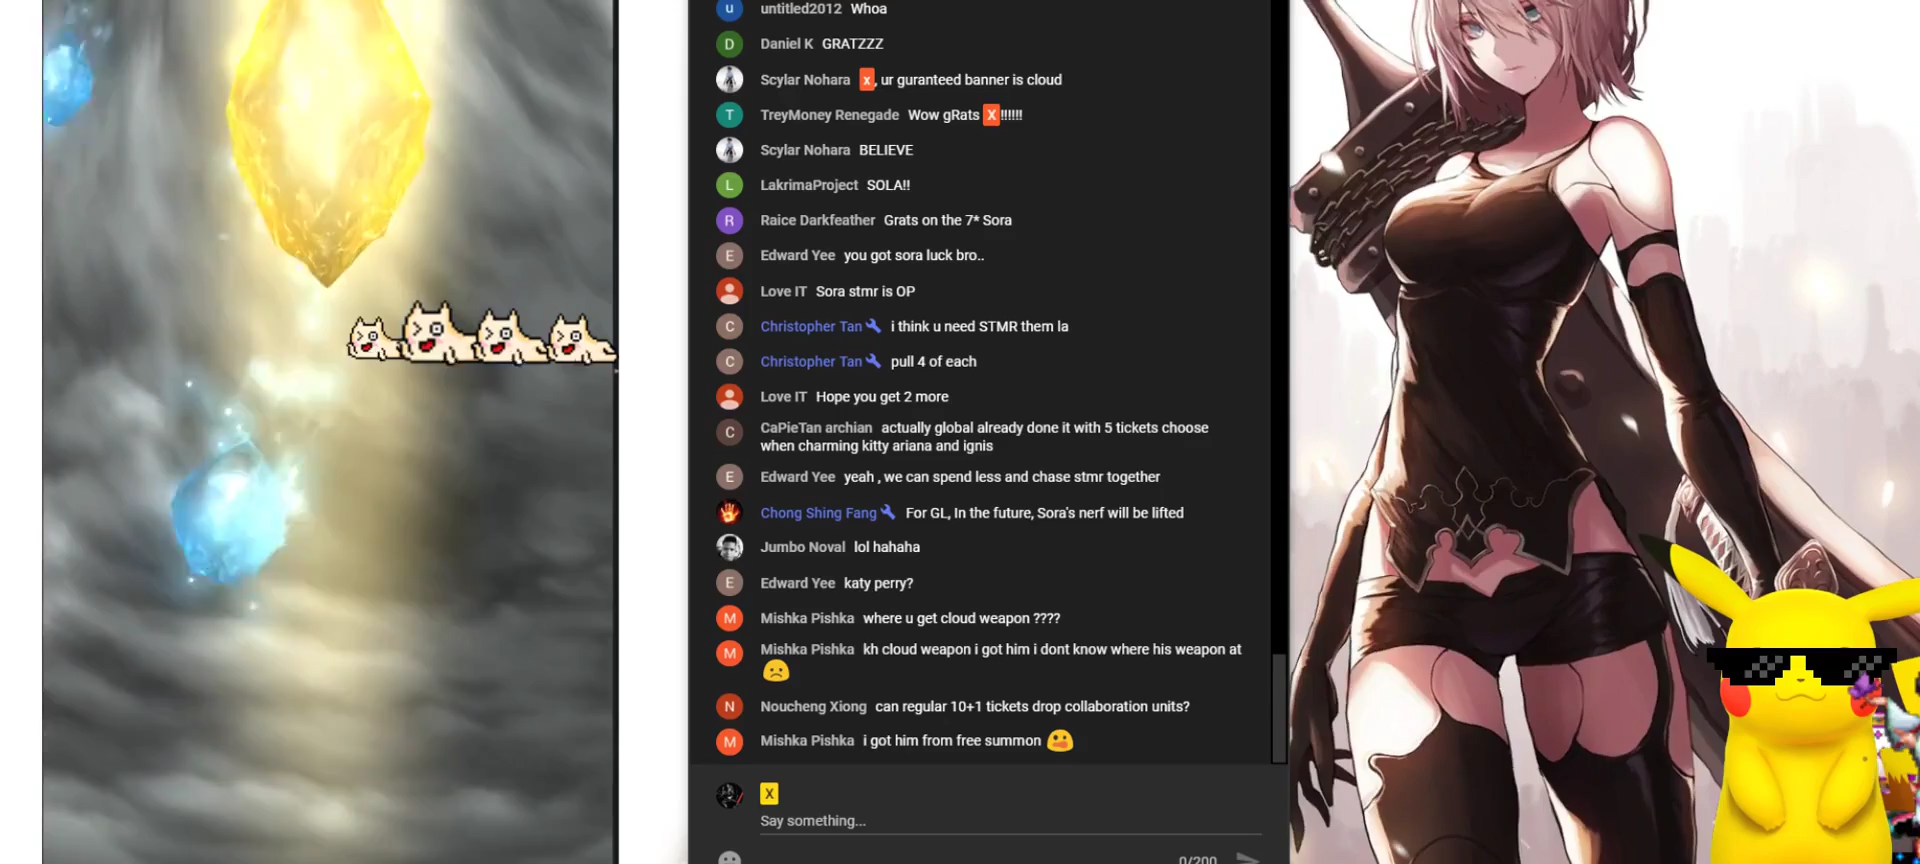 u untitled2012 Whoa
D Daniel K GRATZZZ
Scylar Nohara x, ur guranteed banner is cloud
T TreyMoney Renegade Wow gRats X!!!!!!
Scylar Nohara BELIEVE
L LakrimaProject SOLA!!
R Raice Darkfeather Grats on the 7* Sora
E Edward Yee you got sora luck bro..
Love IT Sora stmr is OP
C Christopher Tan i think u need STMR them la
C Christopher Tan pull 4 of each
Love IT Hope you get 2 more
C CaPieTan archian actually global already done it with 5 tickets choose
when charming kitty ariana and ignis
E Edward Yee yeah , we can spend less and chase stmr together
Chong Shing Fang For GL, In the future, Sora's nerf will be lifted
Jumbo Noval lol hahaha
E Edward Yee katy perry?
M Mishka Pishka where u get cloud weapon ????
M Mishka Pishka kh cloud weapon i got him i dont know where his weapon at
N Noucheng Xiong can regular 10+1 tickets drop collaboration units?
M Mishka Pishka i got him from free summon
X
Say something...
0/200